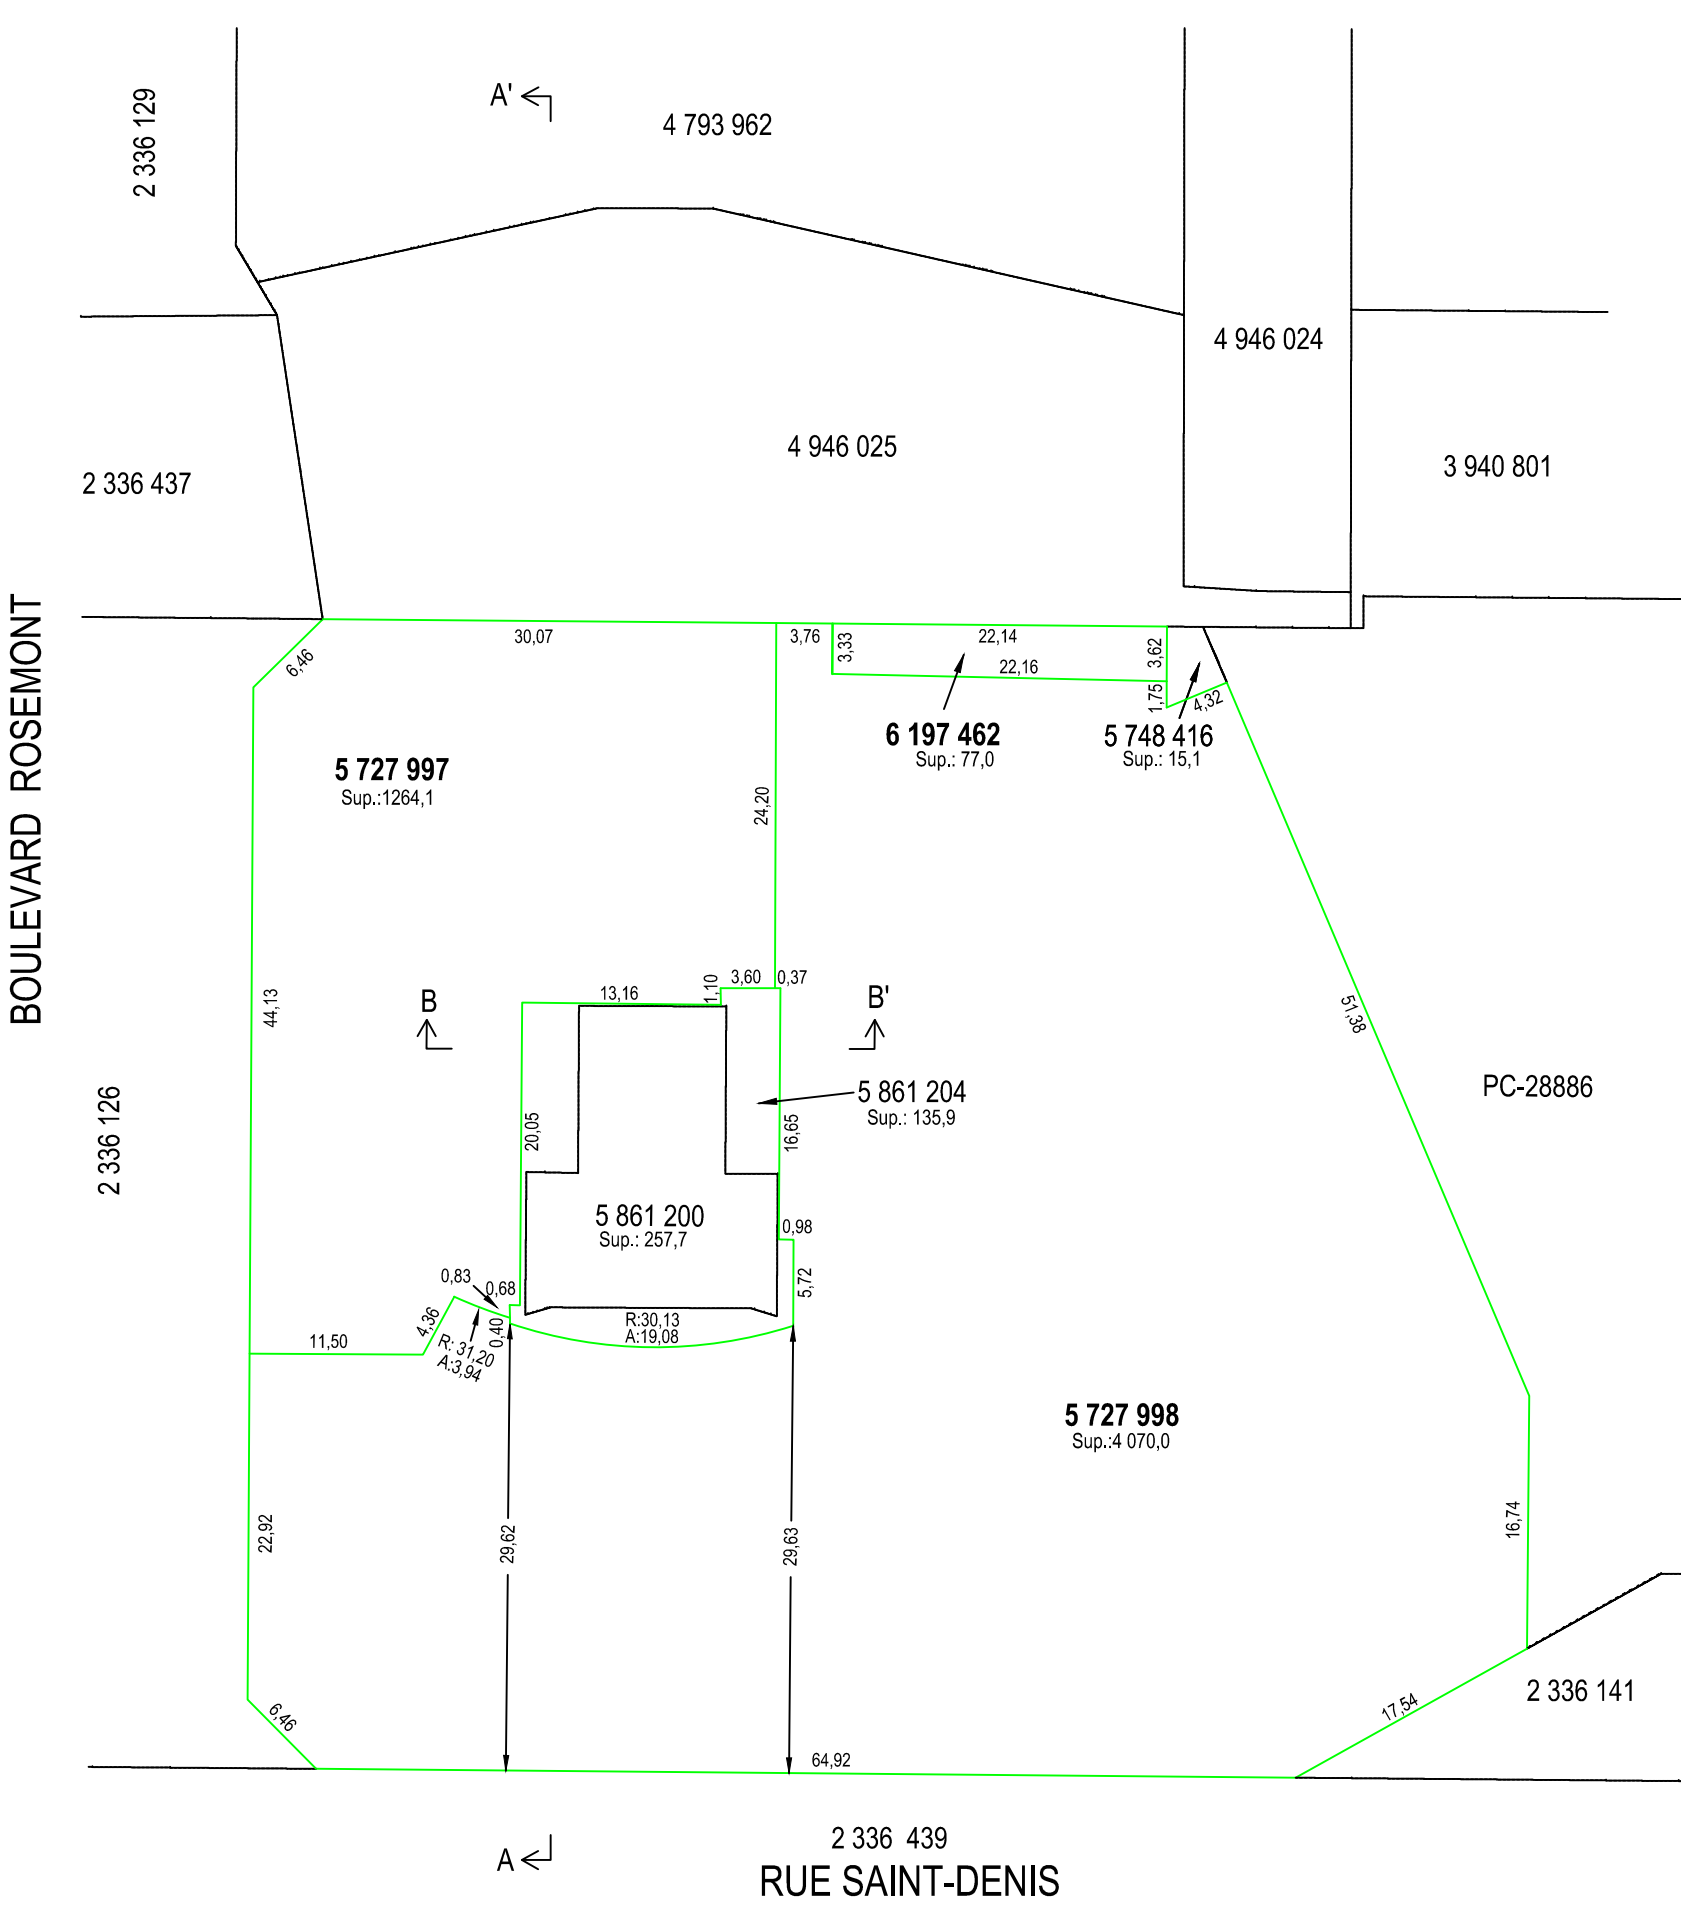 A'
4 793 962
2 336 129
4 946 024
4 946 025
3 940 801
2 336 437
BOULEVARD ROSEMONT
30,07
3,76
3,33
22,14
3,62
6,46
22,16
1,75
4,32
6 197 462
Sup.: 77,0
5 748 416
Sup.: 15,1
5 727 997
Sup.:1264,1
24,20
44,13
B
13,16
1,10
3,60
0,37
B'
51,38
PC-28886
5 861 204
Sup.: 135,9
2 336 126
20,05
16,65
5 861 200
Sup.: 257,7
0,98
5,72
0,83
0,68
4,36
0,40
R:30,13
A:19,08
11,50
R: 31,20
A:3,94
5 727 998
Sup.:4 070,0
22,92
29,62
29,63
16,74
6,46
17,54
2 336 141
64,92
2 336 439
A
RUE SAINT-DENIS